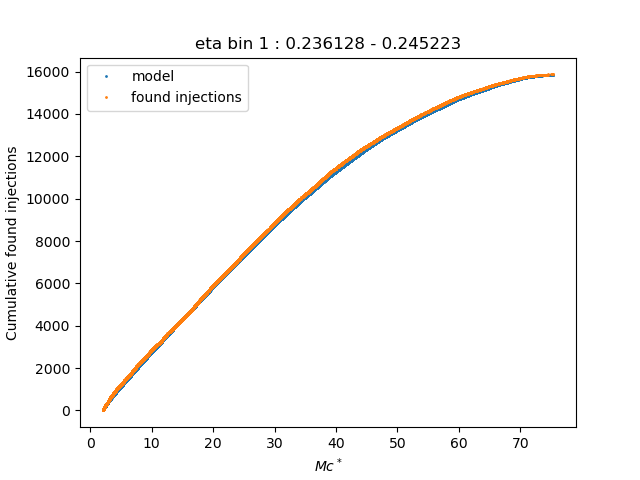 eta bin 1 : 0.236128 - 0.245223
model
found injections
Cumulative found injections
16000
14000
12000
10000
8000
6000
4000
2000
0
0 10 20 30 40 50 60 70
Mc*